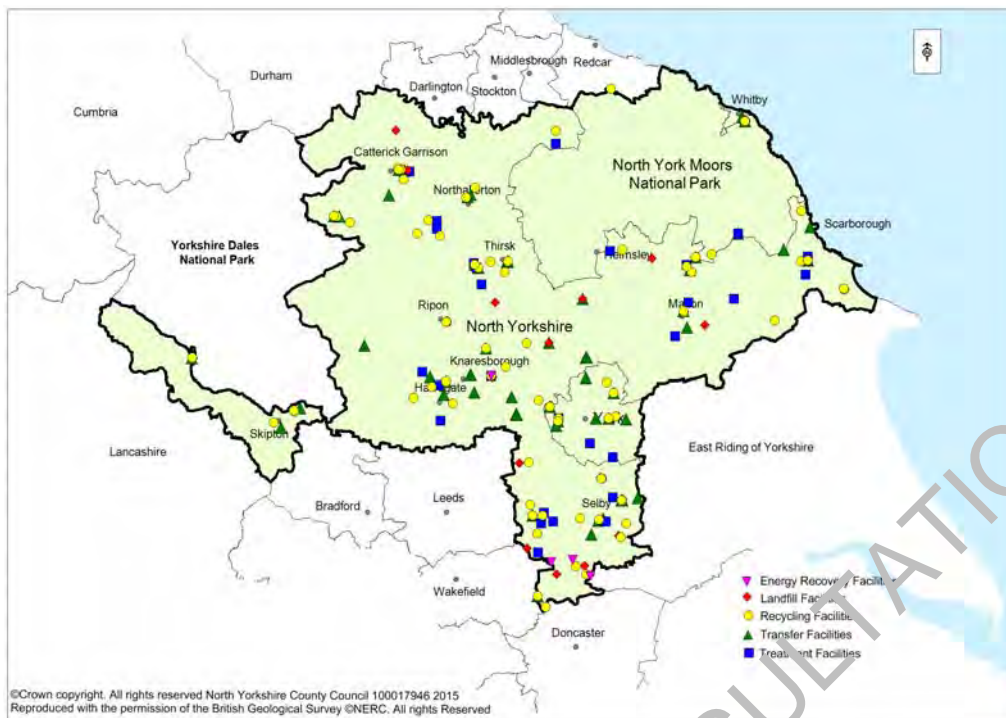 Redcar
Middlesbrough
Durham
Darlington
Stockton
Cumbria
Whitby
Catterick Garrison
North York Moors
National Park
Scarborough
Yorkshire Dales
National Park
Thirsk
Ripon
North Yorkshire
Knaresborough
Skipton
Lancashire
East Riding of Yorkshire
Bradford
Leeds
Selby
Wakefield
Doncaster
Energy Recovery Facilities
Landfill Facilities
Recycling Facilities
Transfer Facilities
Treatment Facilities
©Crown copyright. All rights reserved North Yorkshire County Council 100017946 2015
Reproduced with the permission of the British Geological Survey ©NERC. All rights Reserved